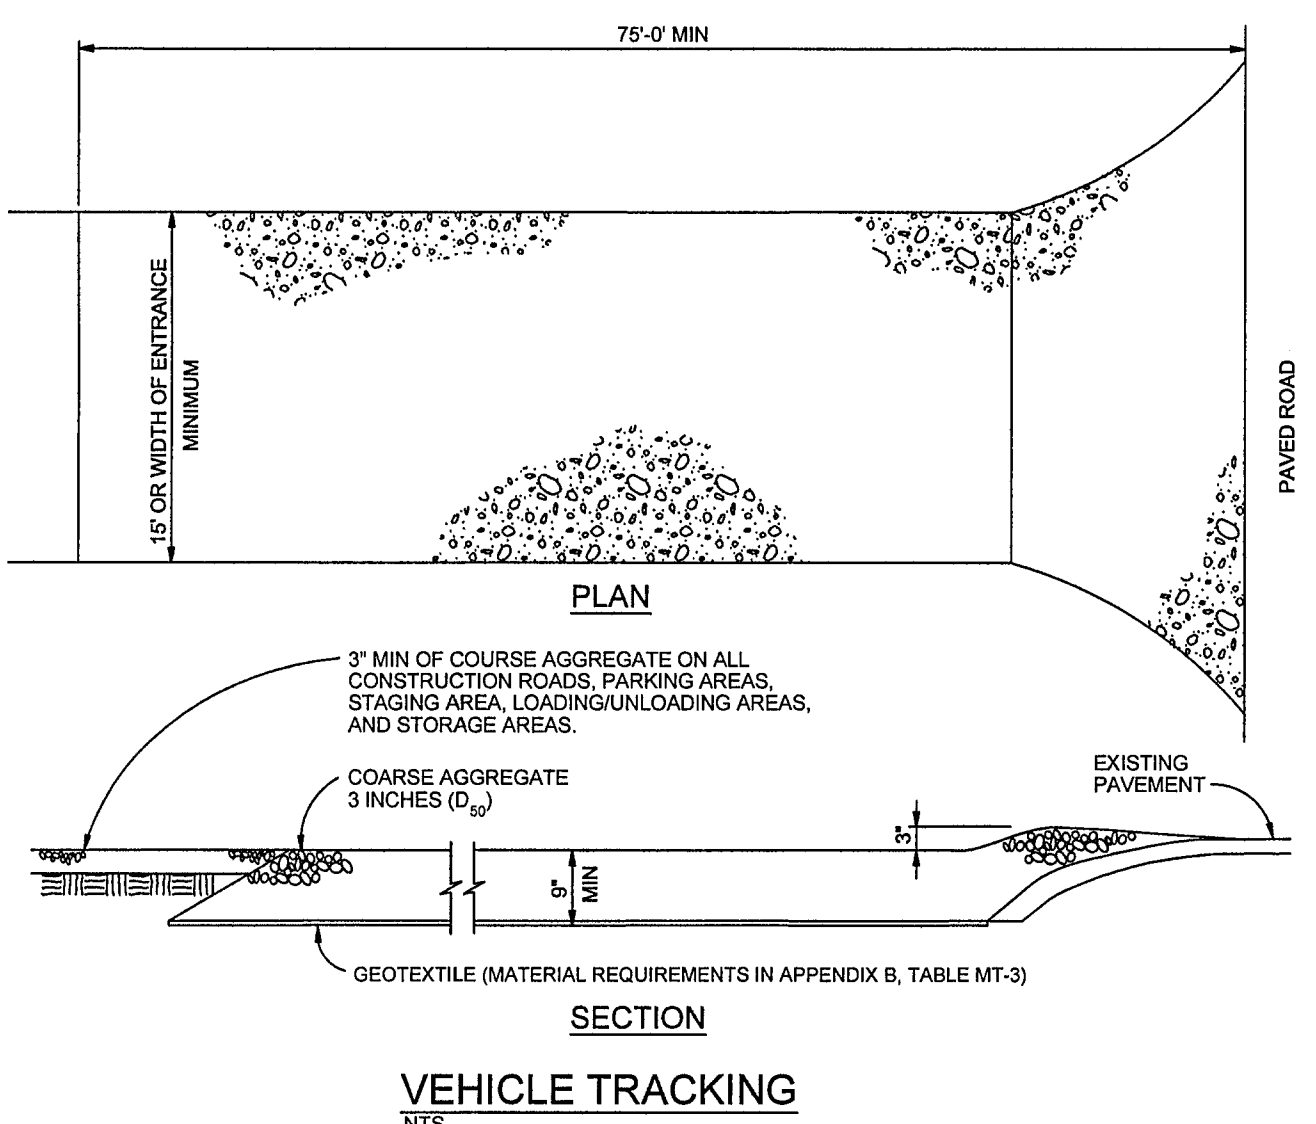 75'-0' MIN
15' OR WIDTH OF ENTRANCE
MINIMUM
PAVED ROAD
PLAN
3" MIN OF COURSE AGGREGATE ON ALL
CONSTRUCTION ROADS, PARKING AREAS,
STAGING AREA, LOADING/UNLOADING AREAS,
AND STORAGE AREAS.
COARSE AGGREGATE
3 INCHES (D50)
EXISTING
PAVEMENT
3"
9"
MIN
GEOTEXTILE (MATERIAL REQUIREMENTS IN APPENDIX B, TABLE MT-3)
SECTION
VEHICLE TRACKING
NTS